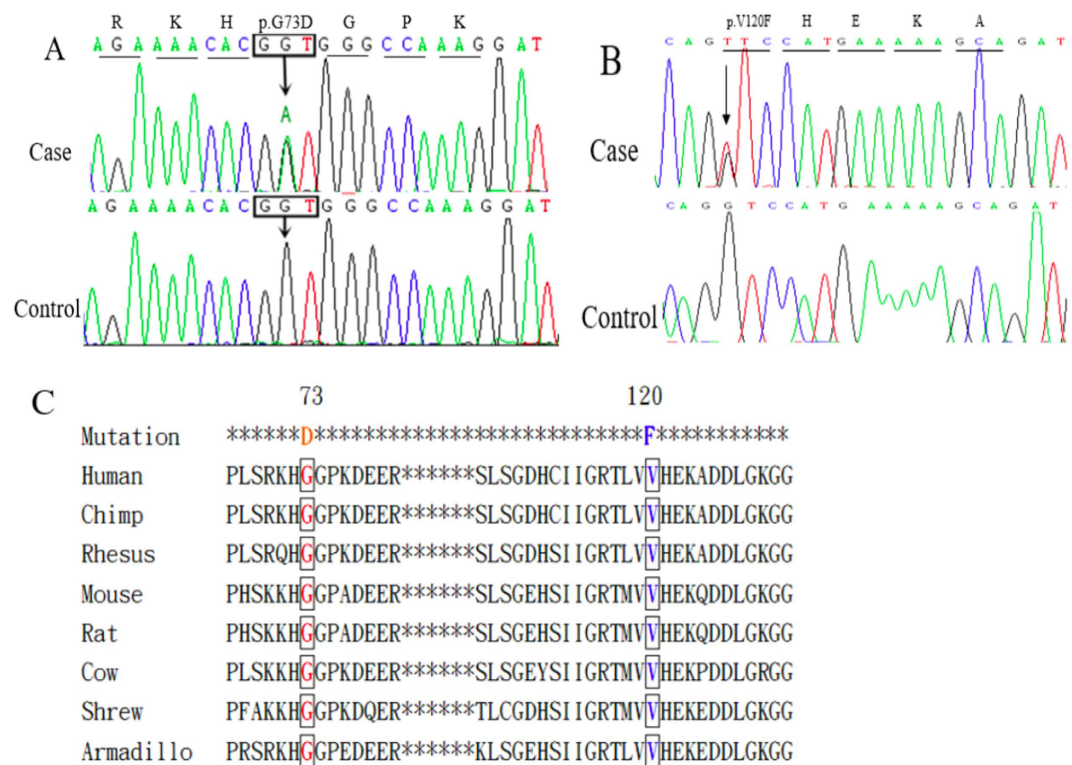 A
R K H p.G73D G P K
A G A A A A C A C G G T G G G C C A A A G G A T
A
Case
A G A A A A C A C G G T G G G C C A A A G G A T
Control
B
p.V120F H E K A
C A G T T C C A T G A A A A A G C A G A T
Case
C A G G T C C A T G A A A A A G C A G A T
Control
C
73 120
Mutation ******D***************************F***********
Human PLSRKHGGPKDEER******SLSGDHCIIGRTLVVHEKADDLGKGG
Chimp PLSRKHGGPKDEER******SLSGDHCIIGRTLVVHEKADDLGKGG
Rhesus PLSRQHGGPKDEER******SLSGDHSIIGRTLVVHEKADDLGKGG
Mouse PHSKKHGGPADEER******SLSGEHSIIGRTMVVHEKQDDLGKGG
Rat PHSKKHGGPADEER******SLSGEHSIIGRTMVVHEKQDDLGKGG
Cow PLSKKHGGPKDEER******SLSGEYSIIGRTMVVHEKPDDLGRGG
Shrew PFAKKHGGPKDQER******TLCGDHSIIGRTMVVHEKEDDLGKGG
Armadillo PRSRKHGGPEDEER******KLSGEHSIIGRTLVVHEKEDDLGKGG